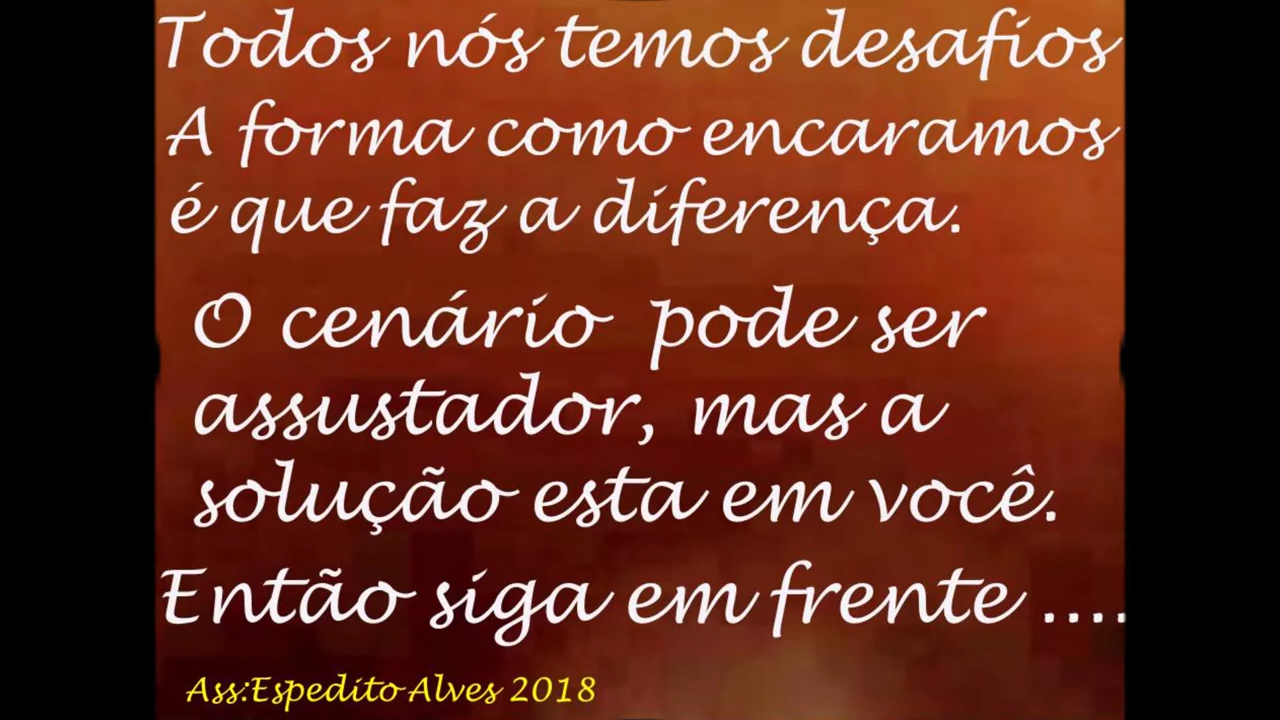 Todos nós temos desafios
A forma como encaramos
é que faz a diferença.
O cenário pode ser
assustador, mas a
solução esta em você.
Então siga em frente ....
Ass:Espedito Alves 2018